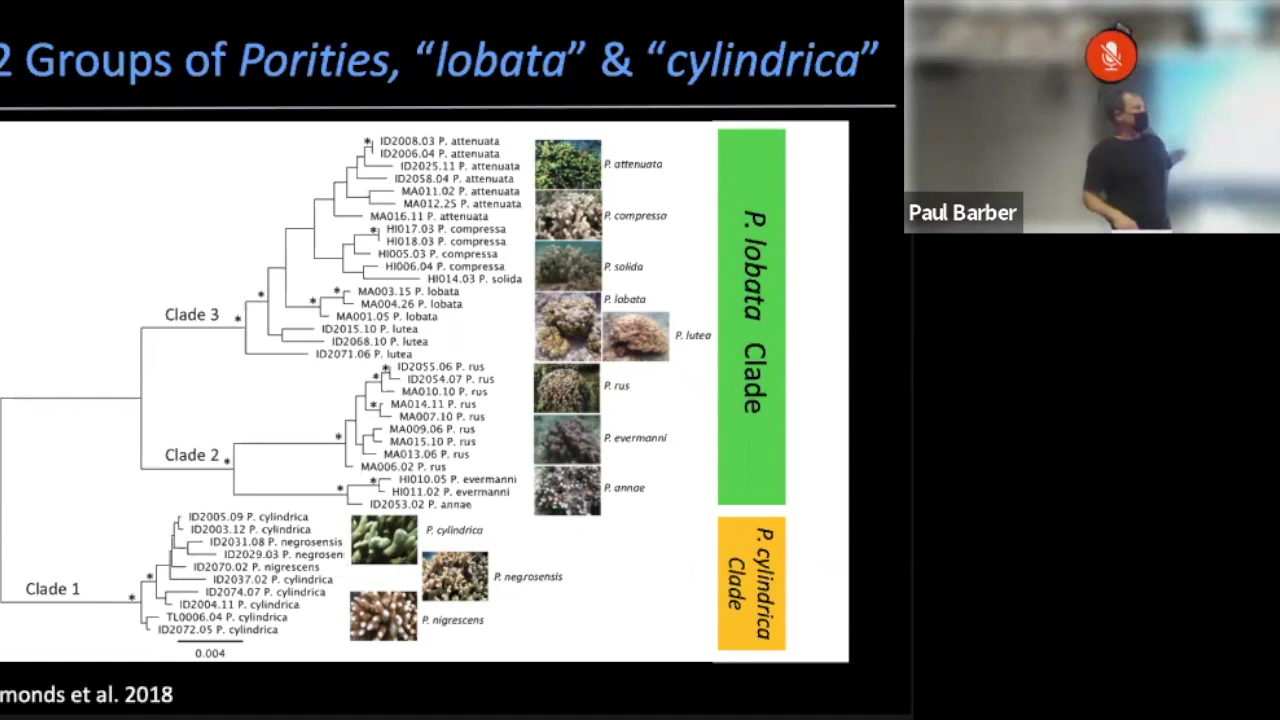 2 Groups of Porities, “lobata” & “cylindrica”
Paul Barber
ID2008.03 P. attenuata
ID2006.04 P. attenuata
ID2025.11 P. attenuata
ID2058.04 P. attenuata
MA011.02 P. attenuata
MA012.25 P. attenuata
MA016.11 P. attenuata
HI017.03 P. compressa
HI018.03 P. compressa
HI005.03 P. compressa
HI006.04 P. compressa
HI014.03 P. solida
MA003.15 P. lobata
MA004.26 P. lobata
MA001.05 P. lobata
ID2015.10 P. lutea
ID2068.10 P. lutea
ID2071.06 P. lutea
ID2055.06 P. rus
ID2054.07 P. rus
MA010.10 P. rus
MA014.11 P. rus
MA007.10 P. rus
MA009.06 P. rus
MA015.10 P. rus
MA013.06 P. rus
MA006.02 P. rus
HI010.05 P. evermanni
HI011.02 P. evermanni
ID2053.02 P. annae
ID2005.09 P. cylindrica
ID2003.12 P. cylindrica
ID2031.08 P. negrosensis
ID2029.03 P. negrosen
ID2070.02 P. nigrescens
ID2037.02 P. cylindrica
ID2074.07 P. cylindrica
ID2004.11 P. cylindrica
TL0006.04 P. cylindrica
ID2072.05 P. cylindrica
Clade 3
Clade 2
Clade 1
0.004
P. attenuata
P. compressa
P. solida
P. lobata
P. lutea
P. rus
P. evermanni
P. annae
P. cylindrica
P. negrosensis
P. nigrescens
P. lobata Clade
P. cylindrica
Clade
monds et al. 2018